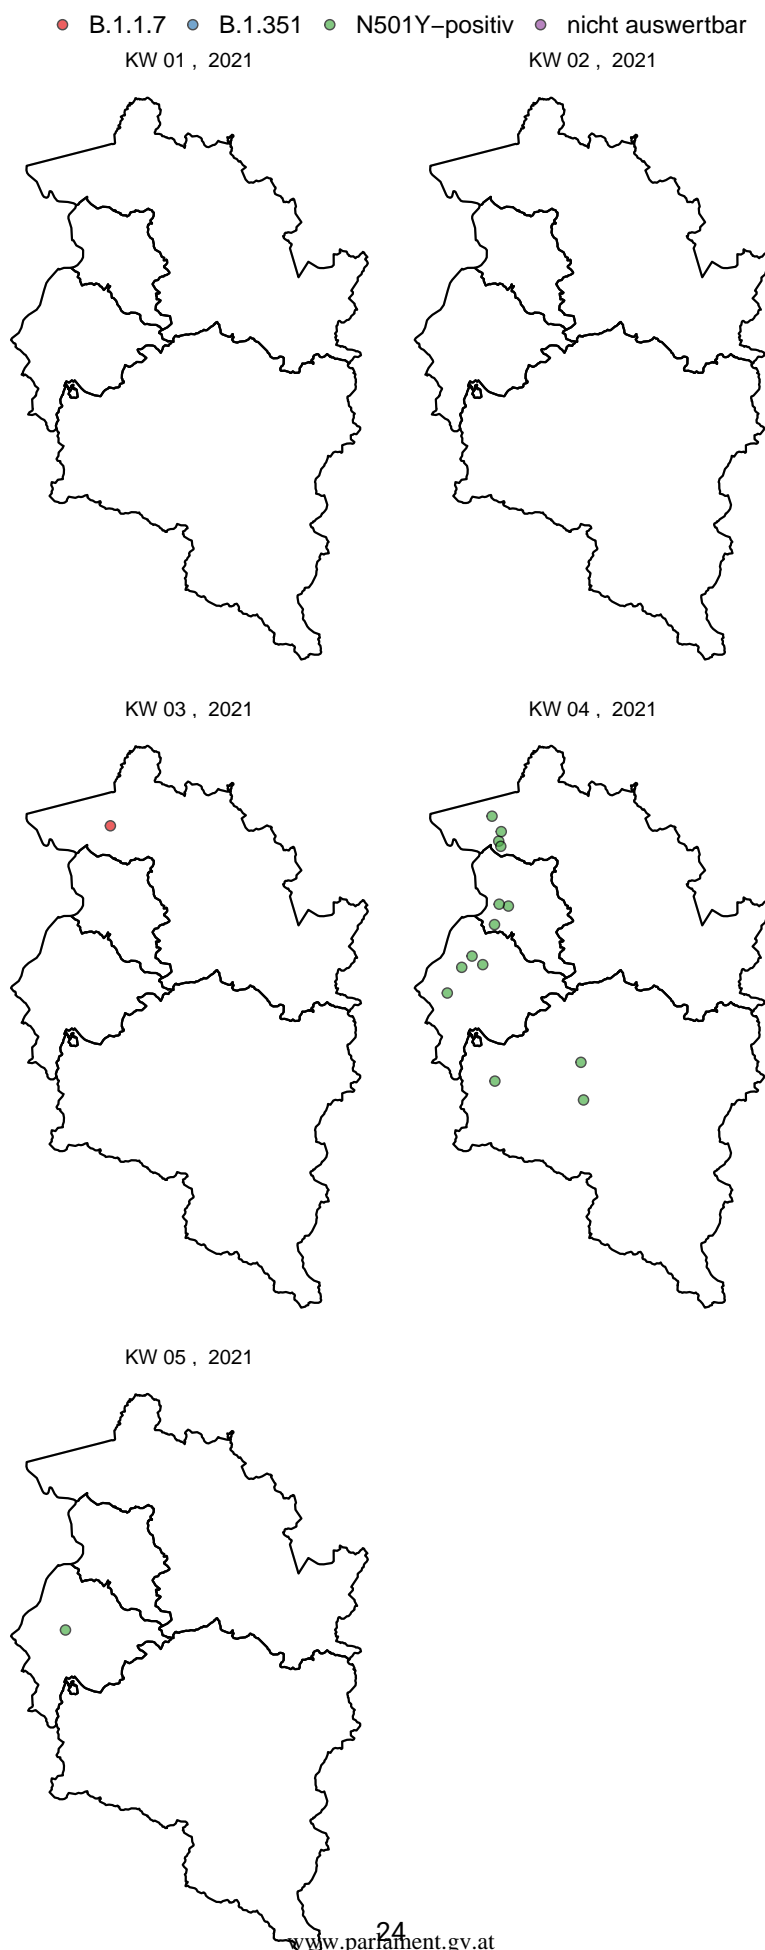 B.1.1.7 B.1.351 N501Y−positiv nicht auswertbar
KW 01 , 2021 KW 02 , 2021
KW 03 , 2021 KW 04 , 2021
KW 05 , 2021
24
www.parlament.gv.at